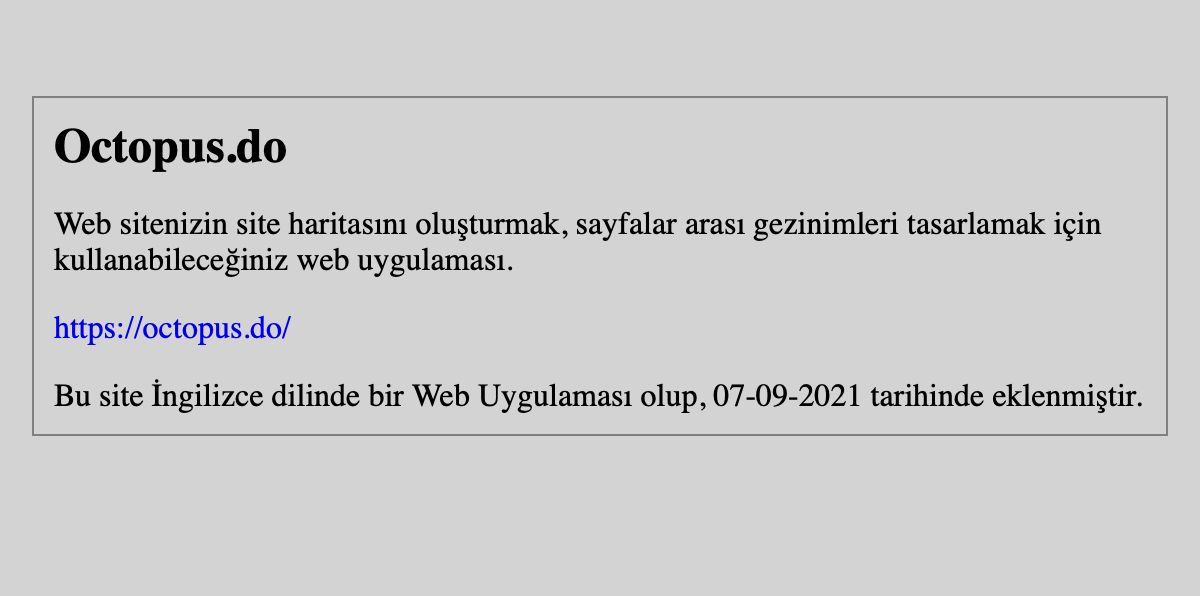 Octopus.do
Web sitenizin site haritasını oluşturmak, sayfalar arası gezinimleri tasarlamak için
kullanabileceğiniz web uygulaması.
https://octopus.do/
Bu site İngilizce dilinde bir Web Uygulaması olup, 07-09-2021 tarihinde eklenmiştir.